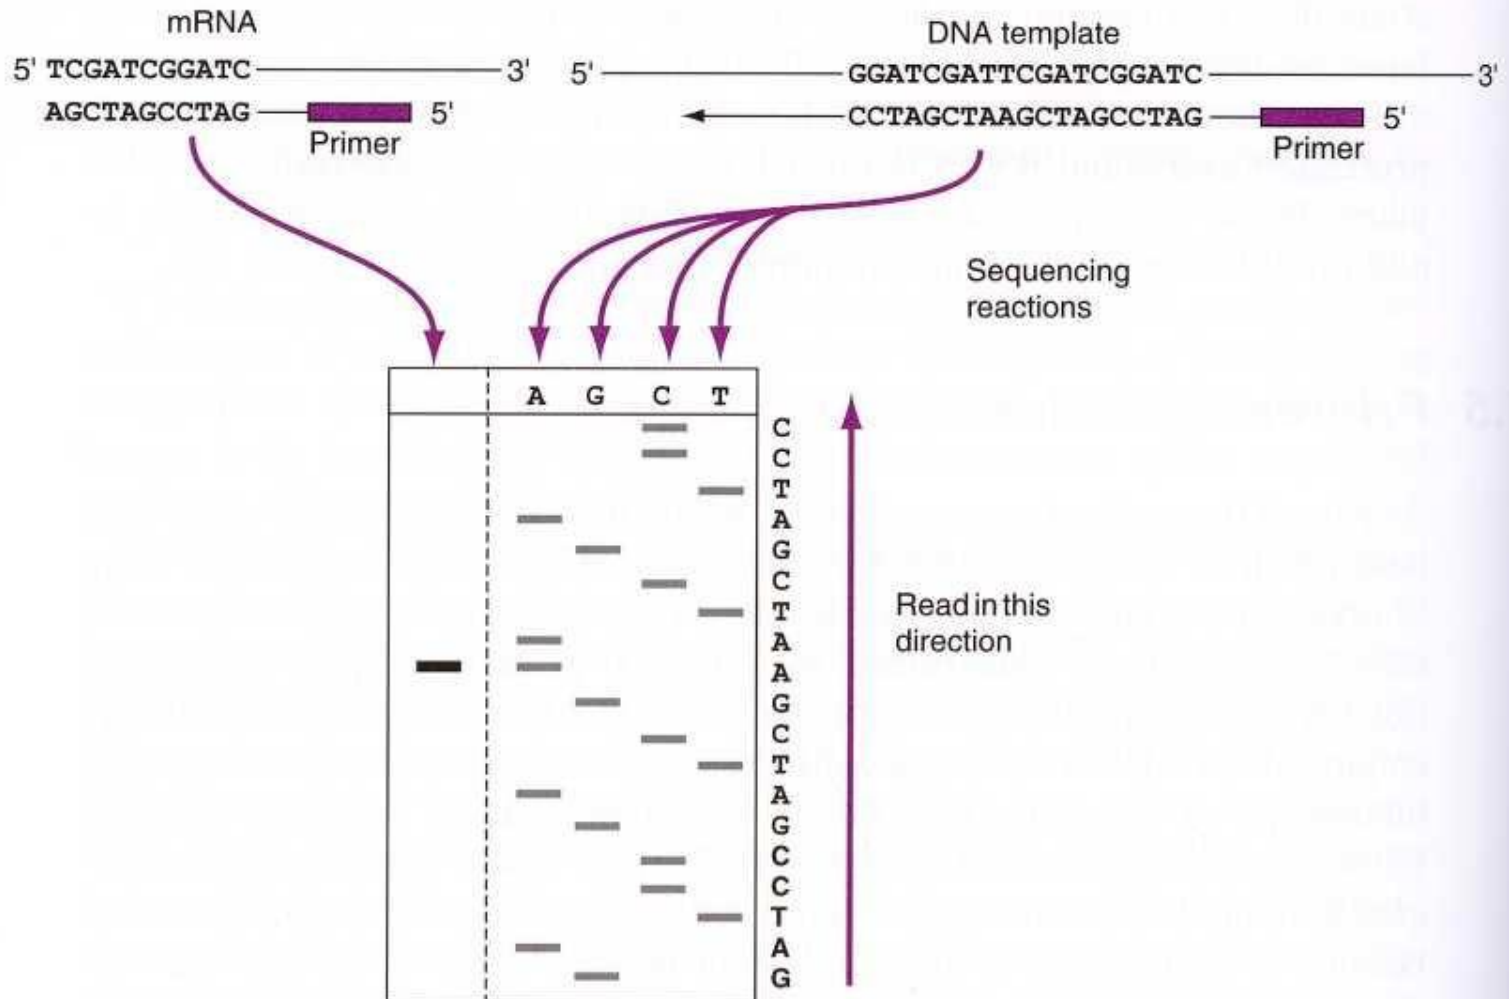 mRNA
5' TCGATCGGATC 3'
AGCTAGCCTAG 5'
Primer
DNA template
5' GGATCGATTCGATCGGATC 3'
CCTAGCTAAGCTAGCCTAG 5'
Primer
Sequencing
reactions
A G C T
C
C
T
A
G
C
T
A
A
G
C
T
A
G
C
C
T
A
G
Read in this
direction